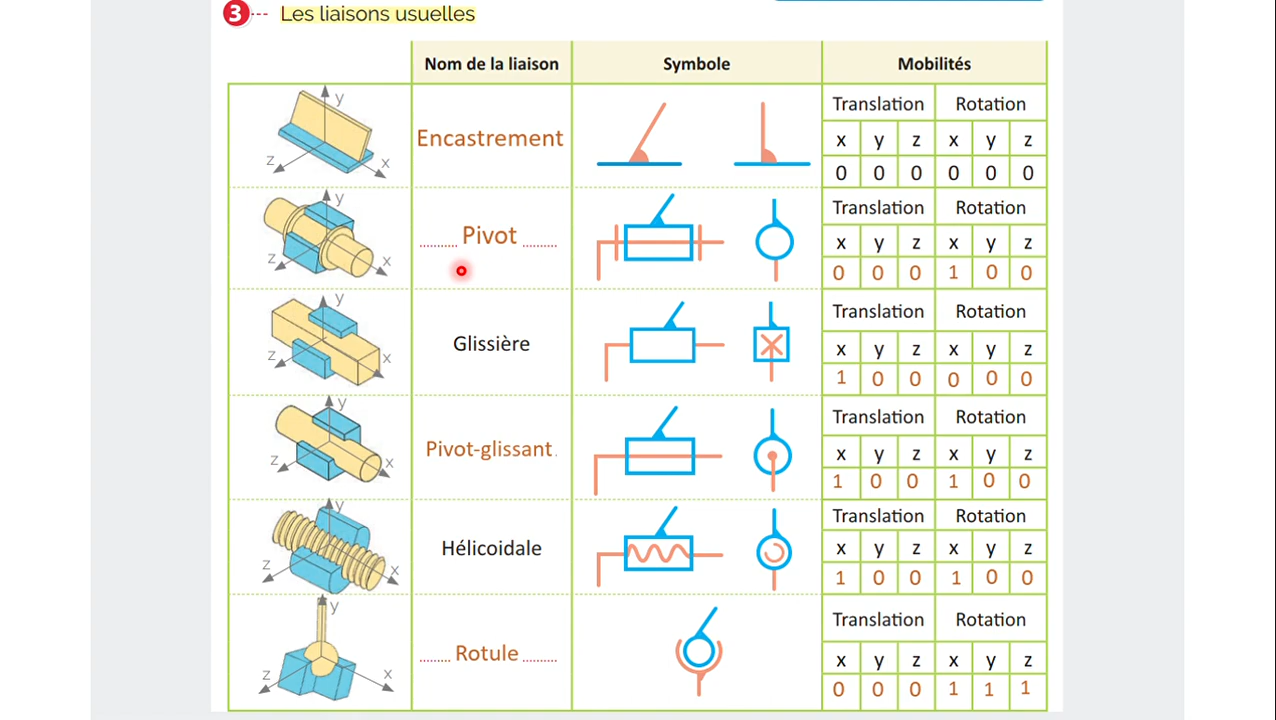 3 Les liaisons usuelles
Nom de la liaison Symbole Mobilités
y z x Encastrement Translation Rotation
x y z x y z
0 0 0 0 0 0
y z x Pivot Translation Rotation
x y z x y z
0 0 0 1 0 0
y z x Glissière Translation Rotation
x y z x y z
1 0 0 0 0 0
y z x Pivot-glissant Translation Rotation
x y z x y z
1 0 0 1 0 0
y z x Hélicoidale Translation Rotation
x y z x y z
1 0 0 1 0 0
y z x Rotule Translation Rotation
x y z x y z
0 0 0 1 1 1